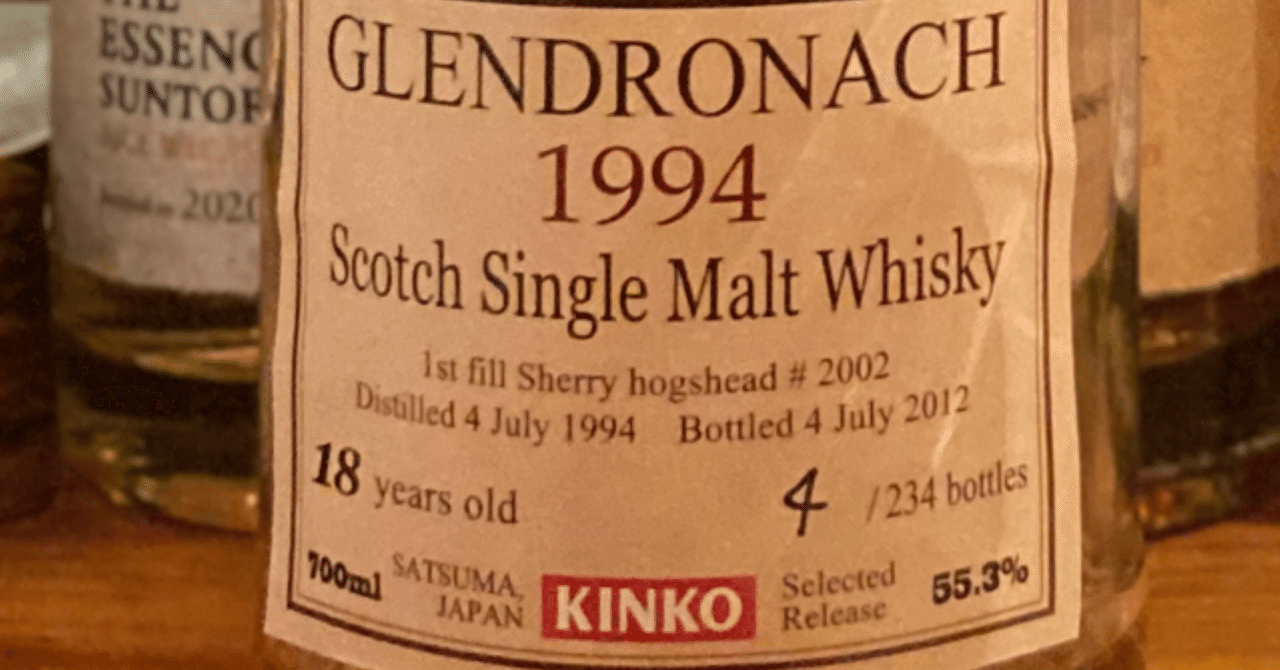 GLENDRONACH
1994
Scotch Single Malt Whisky
1st fill Sherry hogshead # 2002
Distilled 4 July 1994 Bottled 4 July 2012
18 years old 4 /234 bottles
700ml SATSUMA, JAPAN KINKO Selected Release 55.3%
ESSENC
SUNTOR
2020